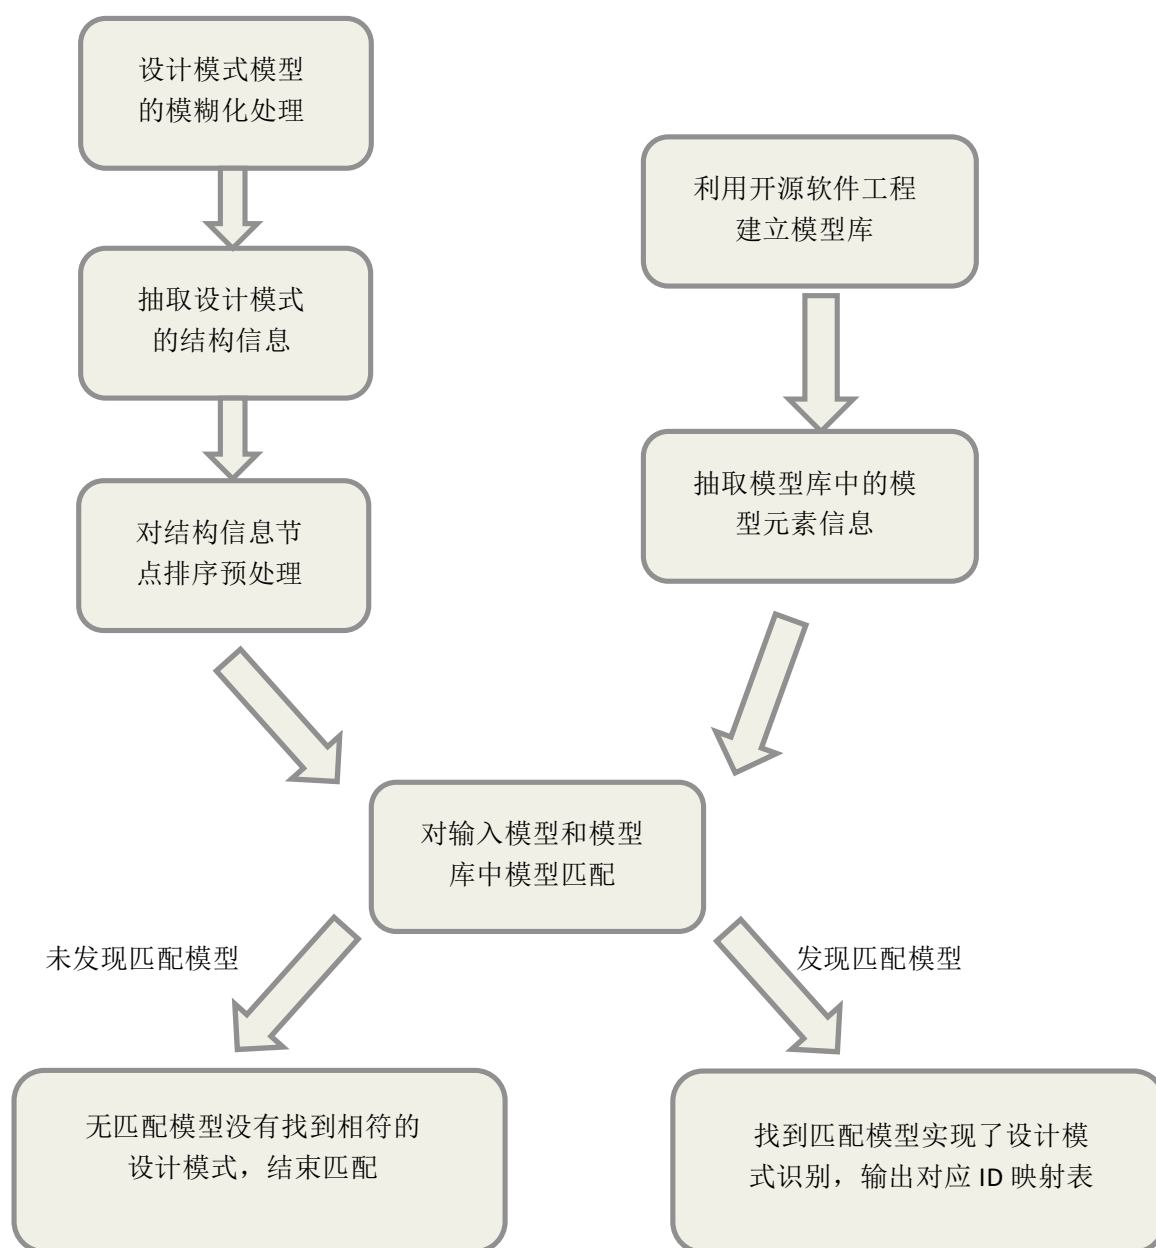 设计模式模型
的模糊化处理
利用开源软件工程
建立模型库
抽取设计模式
的结构信息
抽取模型库中的模
型元素信息
对结构信息节
点排序预处理
对输入模型和模型
库中模型匹配
未发现匹配模型
发现匹配模型
无匹配模型没有找到相符的
设计模式，结束匹配
找到匹配模型实现了设计模
式识别，输出对应 ID 映射表